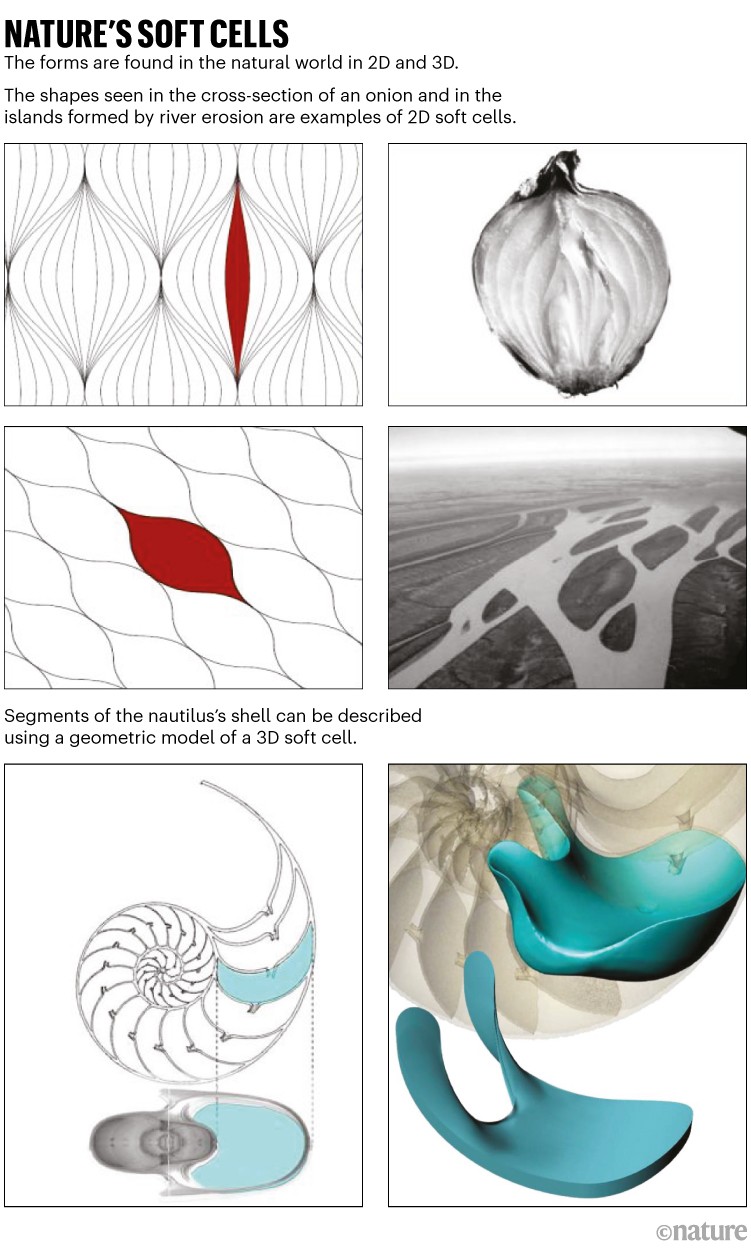 NATURE’S SOFT CELLS
The forms are found in the natural world in 2D and 3D.
The shapes seen in the cross-section of an onion and in the
islands formed by river erosion are examples of 2D soft cells.
Segments of the nautilus’s shell can be described
using a geometric model of a 3D soft cell.
©nature